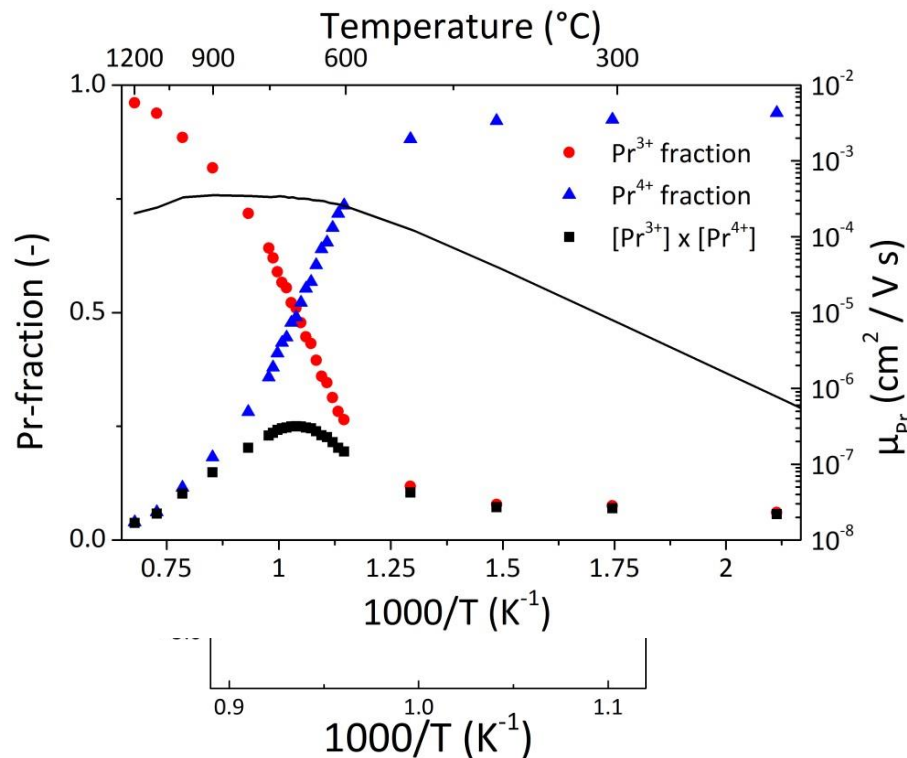 Temperature (°C)
1200 900 600 300
1.0
0.5
0.0
Pr-fraction (-)
Pr³⁺ fraction
Pr⁴⁺ fraction
[Pr³⁺] x [Pr⁴⁺]
10⁻²
10⁻³
10⁻⁴
10⁻⁵
10⁻⁶
10⁻⁷
10⁻⁸
μPr (cm² / V s)
0.75 1 1.25 1.5 1.75 2
1000/T (K⁻¹)
0.9 1.0 1.1
1000/T (K⁻¹)